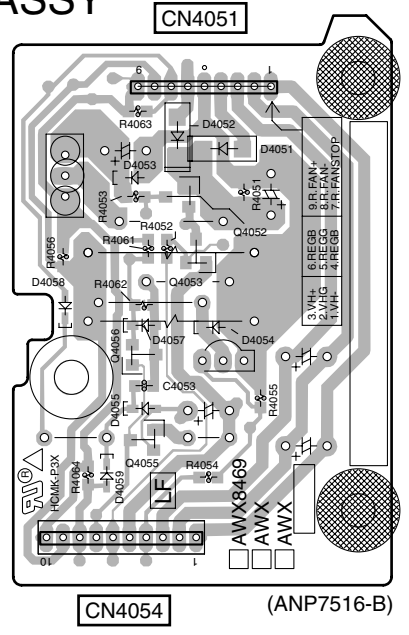 ASSY
CN4051
9
1
R4063
D4052
D4051
D4053
R4053
R4051
R4052
Q4052
R4056
R4061
D4058
Q4053
R4062
3.VH+ 6.REGB 9.R.FAN+
2.VHG 5.REGG 8.R.FAN-
1.VH- 4.REGB 7.R.FANSTOP
Q4056
D4057
D4054
C4053
R4055
D4055
Q4055
R4054
R4064
D4059
HCMK-P3X
LF
AWX8469
AWX
AWX
10
1
CN4054
(ANP7516-B)